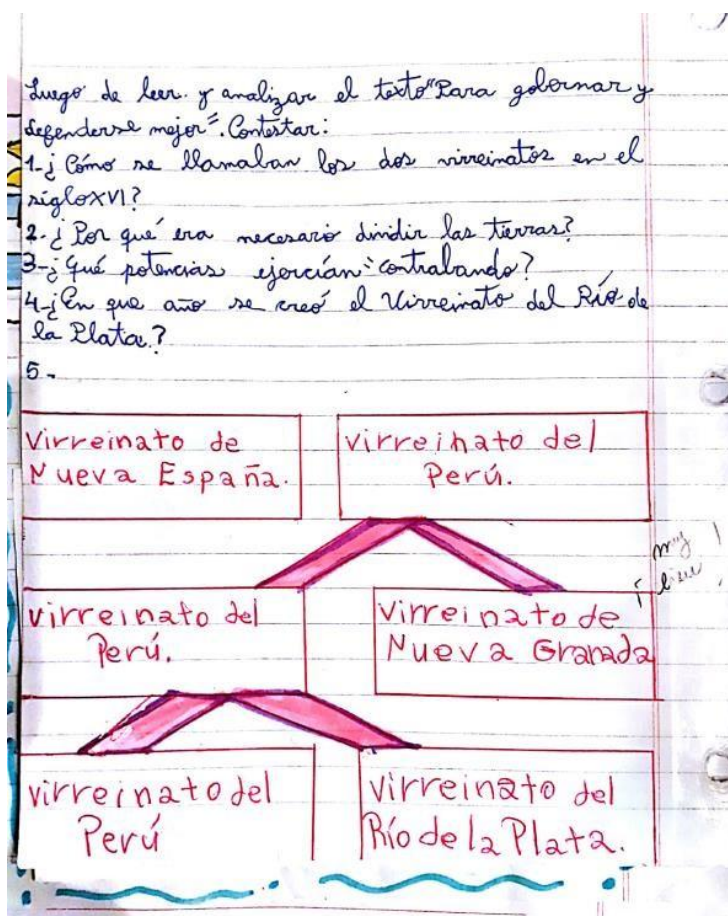 Luego de leer y analizar el texto "Para gobernar y
defenderse mejor". Contestar:
1-¿Cómo se llamaban los dos virreinatos en el
siglo XVI?
2-¿Por qué era necesario dividir las tierras?
3-¿Qué potencias ejercían "contrabando?
4-¿En que año se creó el Virreinato del Río de
la Plata?
5-
Virreinato de
Nueva España.
virreinato del
Perú.
muy
¡bien!
virreinato del
Perú.
Virreinato de
Nueva Granada
virreinato del
Perú
virreinato del
Río de la Plata.